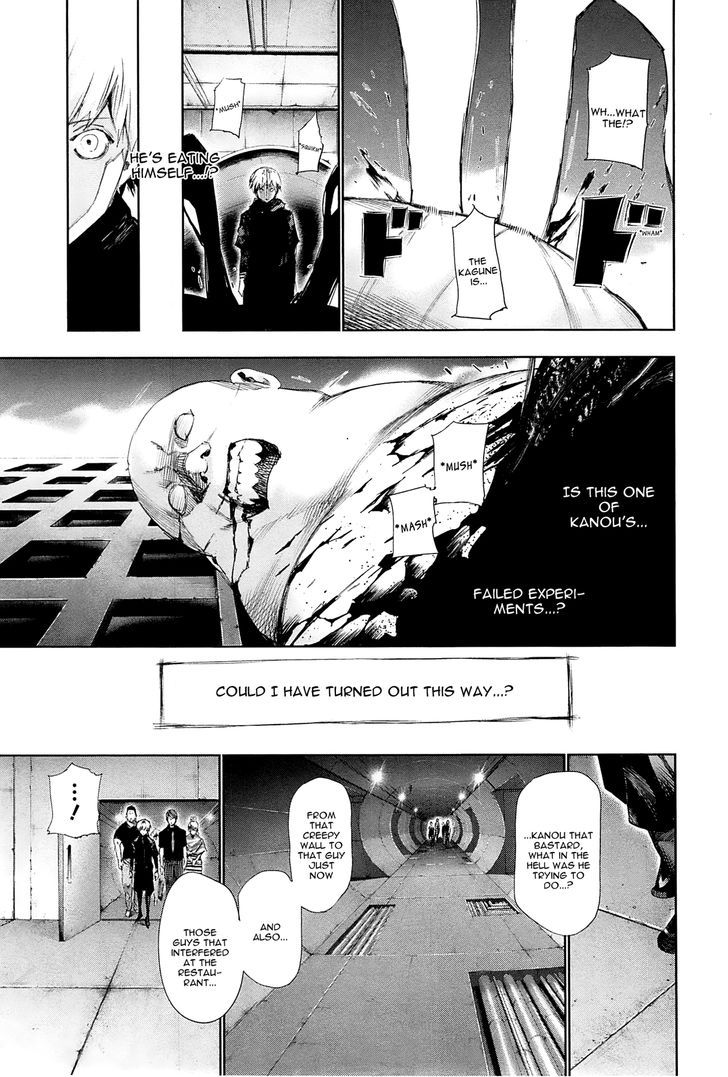 WH...WHAT
THE!?
ド
ド
*WHAM*
THE
KAGUNE
IS...
*MUSH*
*SQUISH*
HE'S EATING
HIMSELF...!?
*MUSH*
*MASH*
IS THIS ONE
OF
KANOU'S...
FAILED EXPERI-
MENTS...?
COULD I HAVE TURNED OUT THIS WAY...?
...KANOU THAT
BASTARD,
WHAT IN THE
HELL WAS HE
TRYING TO
DO...?
FROM
THAT
CREEPY
WALL TO
THAT GUY
JUST
NOW
AND
ALSO...
THOSE
GUYS THAT
INTERFERED
AT THE
RESTAU-
RANT...
...!